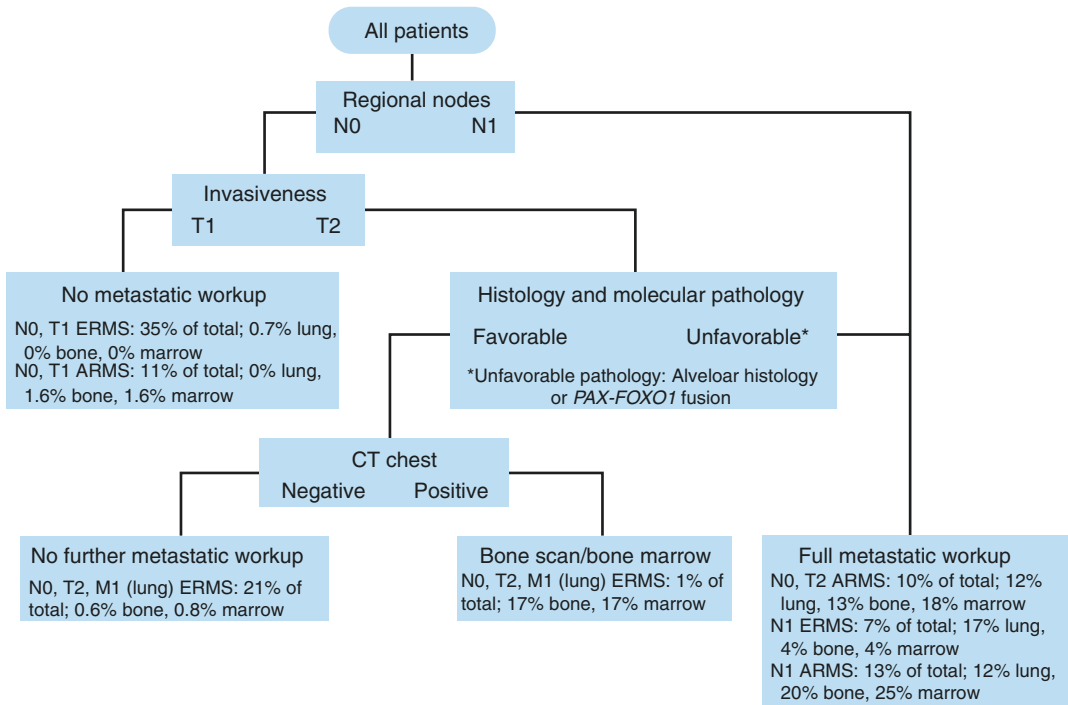 All patients
Regional nodes
N0 N1
Invasiveness
T1 T2
No metastatic workup
N0, T1 ERMS: 35% of total; 0.7% lung,
0% bone, 0% marrow
N0, T1 ARMS: 11% of total; 0% lung,
1.6% bone, 1.6% marrow
Histology and molecular pathology
Favorable Unfavorable*
*Unfavorable pathology: Alveloar histology
or PAX-FOXO1 fusion
CT chest
Negative Positive
No further metastatic workup
N0, T2, M1 (lung) ERMS: 21% of
total; 0.6% bone, 0.8% marrow
Bone scan/bone marrow
N0, T2, M1 (lung) ERMS: 1% of
total; 17% bone, 17% marrow
Full metastatic workup
N0, T2 ARMS: 10% of total; 12%
lung, 13% bone, 18% marrow
N1 ERMS: 7% of total; 17% lung,
4% bone, 4% marrow
N1 ARMS: 13% of total; 12% lung,
20% bone, 25% marrow